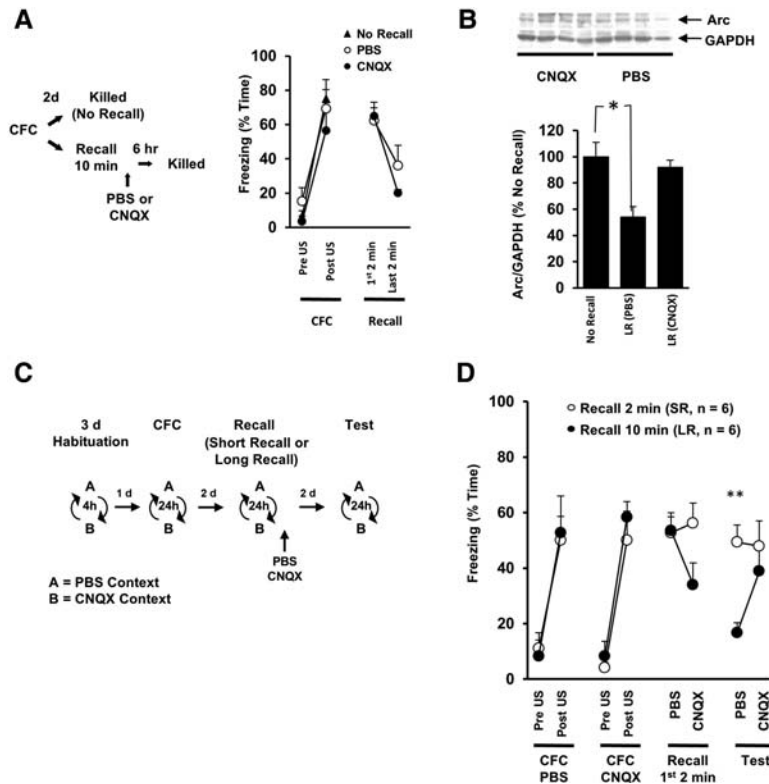 A
2d
Killed
(No Recall)
CFC
Recall
10 min
6 hr
Killed
PBS or
CNQX
No Recall
PBS
CNQX
Freezing (% Time)
100
80
60
40
20
0
Pre US
Post US
1st 2 min
Last 2 min
CFC
Recall
B
Arc
GAPDH
CNQX
PBS
*
Arc/GAPDH (% No Recall)
120
100
80
60
40
20
0
No Recall
LR (PBS)
LR (CNQX)
C
3 d
Habituation
CFC
Recall
(Short Recall or
Long Recall)
Test
A
4h
B
1 d
A
24h
B
2 d
A
24h
B
2 d
A
24h
B
PBS
CNQX
A = PBS Context
B = CNQX Context
D
Recall 2 min (SR, n = 6)
Recall 10 min (LR, n = 6)
**
Freezing (% Time)
100
80
60
40
20
0
Pre US
Post US
Pre US
Post US
PBS
CNQX
PBS
CNQX
CFC
PBS
CFC
CNQX
Recall
1st 2 min
Test